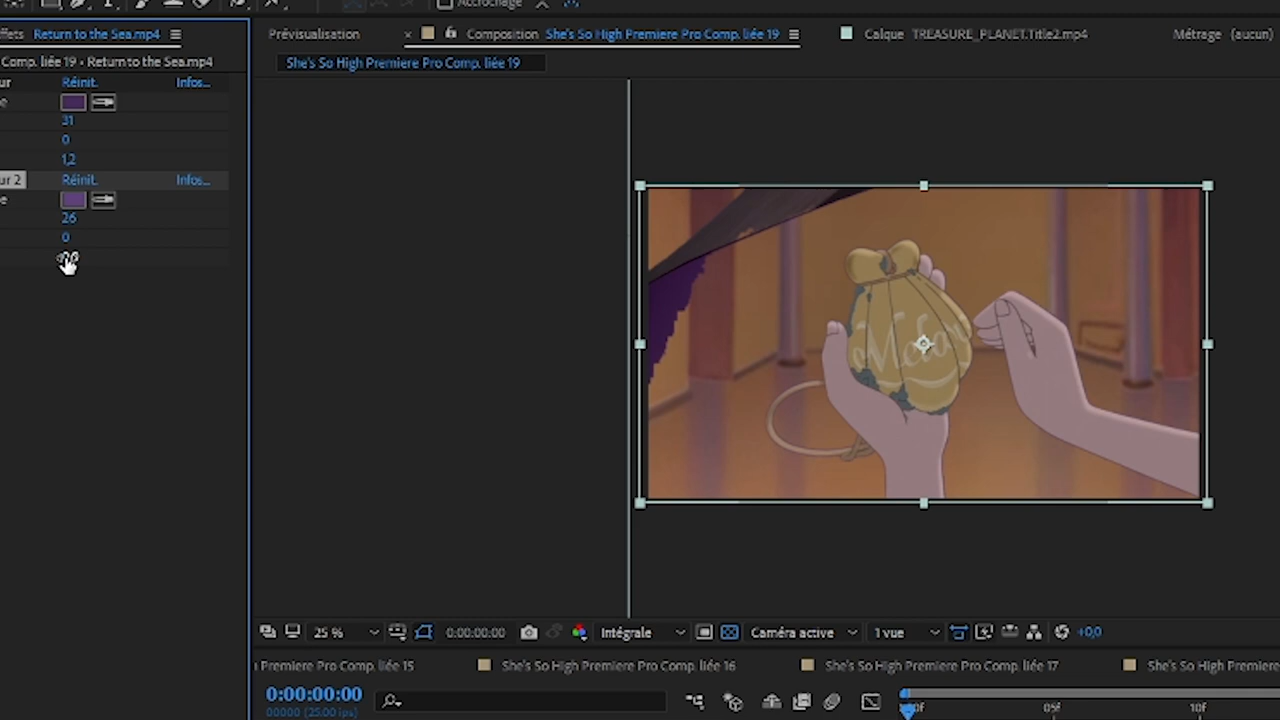 Accrochage
ffets Return to the Sea.mp4
Prévisualisation
× Composition She's So High Premiere Pro Comp. liée 19
Calque TREASURE_PLANET.Title2.mp4
Métrage (aucun)
Comp. liée 19 • Return to the Sea.mp4
She's So High Premiere Pro Comp. liée 19
ur Réinit. Infos...
e
31
0
1,2
ur 2 Réinit. Infos...
e
26
0
25 %
0:00:00:00
Intégrale
Caméra active
1 vue
+0,0
Premiere Pro Comp. liée 15
She's So High Premiere Pro Comp. liée 16
She's So High Premiere Pro Comp. liée 17
She's So High Premiere
0:00:00:00
00000 (25.00 ips)
05f
10f